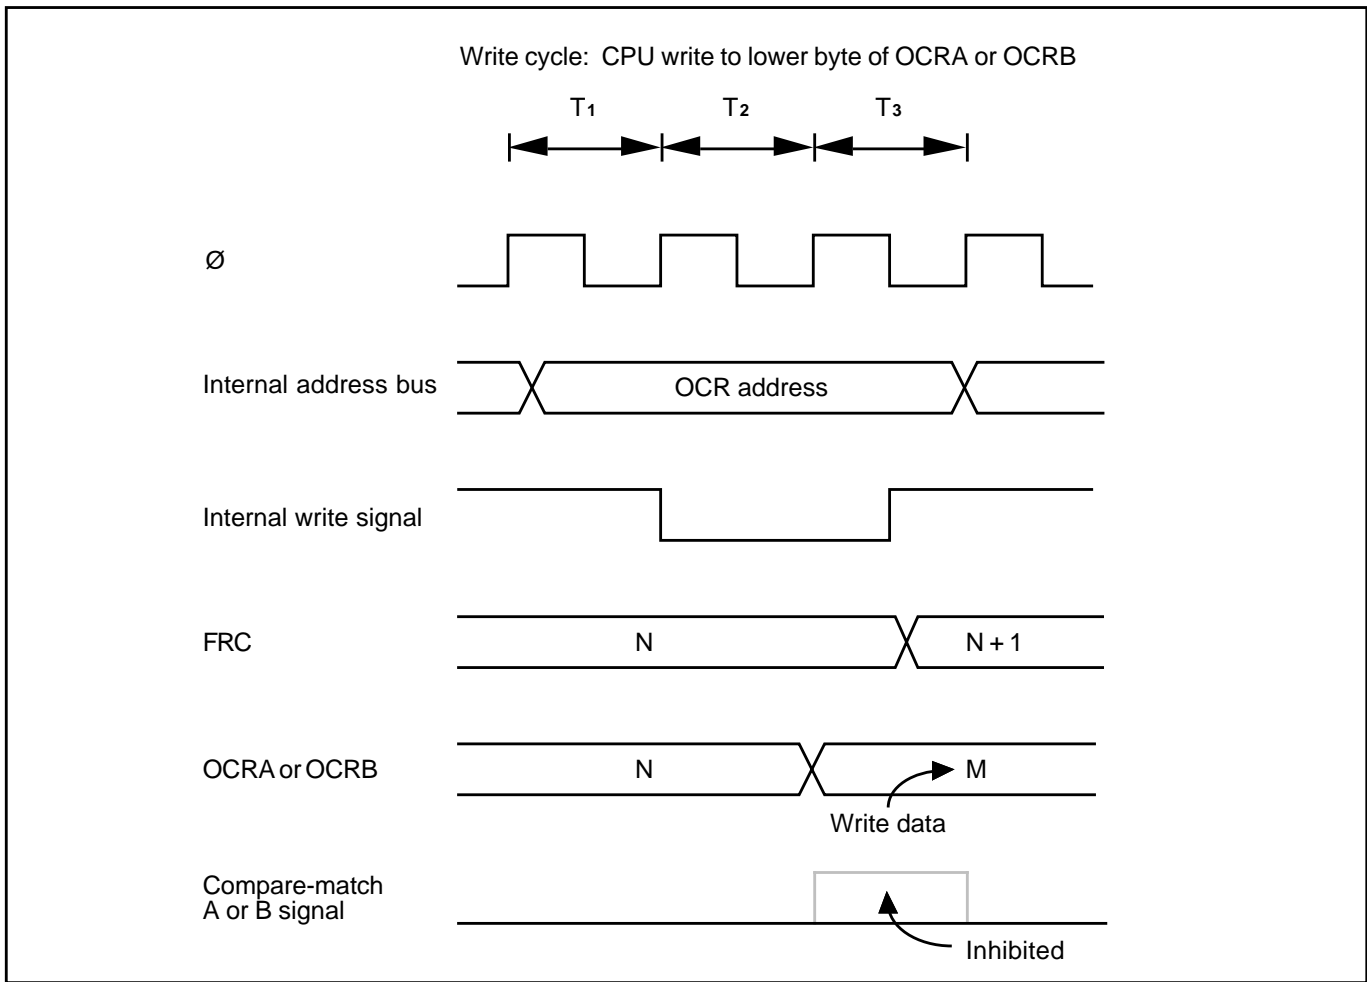 Write cycle: CPU write to lower byte of OCRA or OCRB
T1 T2 T3
Ø
Internal address bus
OCR address
Internal write signal
FRC
N
N + 1
OCRA or OCRB
N
M
Write data
Compare-match
A or B signal
Inhibited